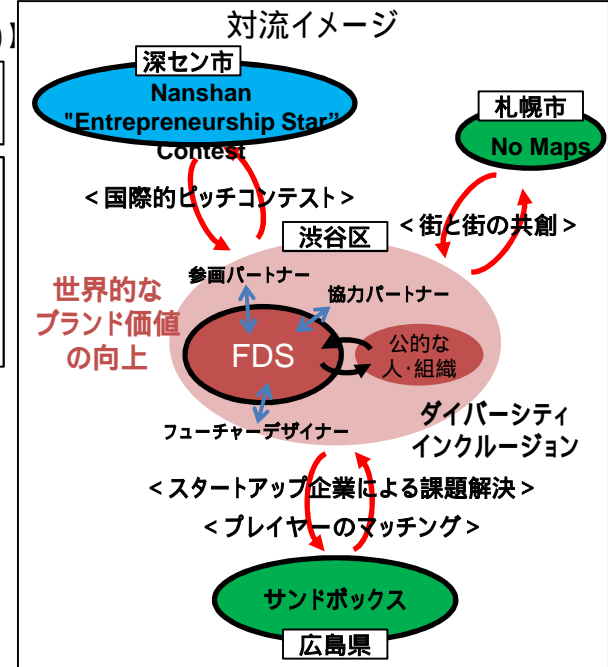 )】
対流イメージ
深セン市
Nanshan
"Entrepreneurship Star"
Contest
札幌市
No Maps
<国際的ピッチコンテスト>
<街と街の共創>
渋谷区
参画パートナー
協力パートナー
世界的な
ブランド価値
の向上
FDS
公的な
人・組織
フューチャーデザイナー
ダイバーシティ
インクルージョン
<スタートアップ企業による課題解決>
<プレイヤーのマッチング>
サンドボックス
広島県